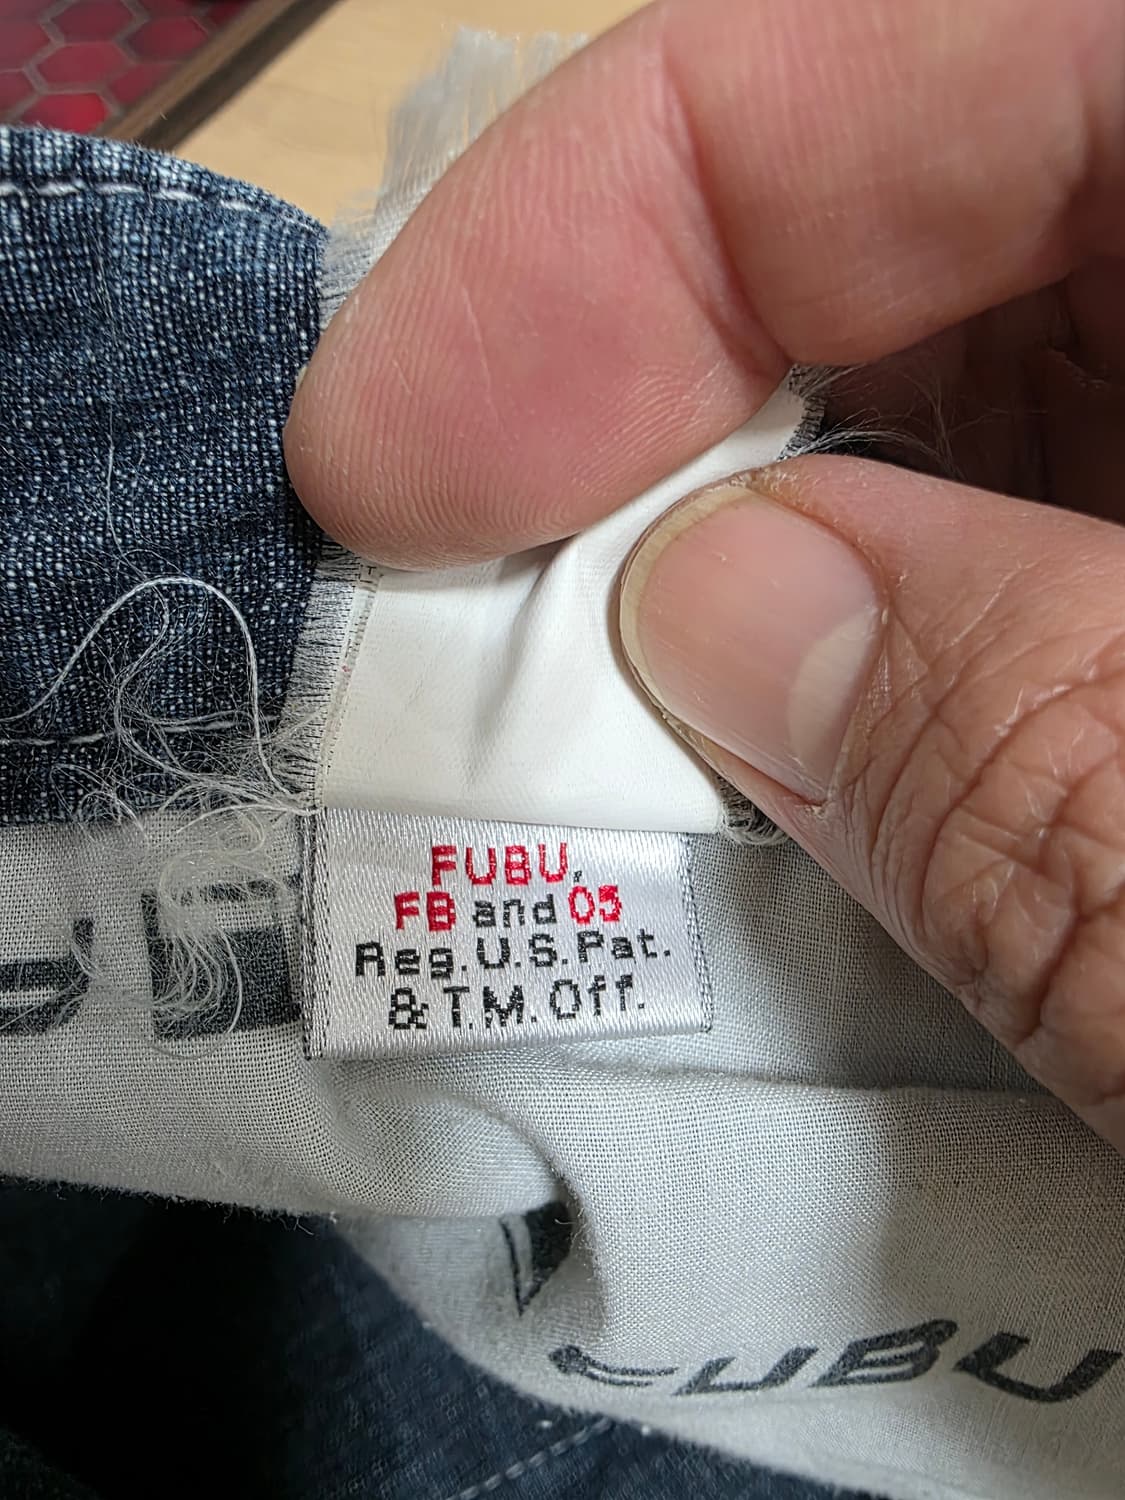 FUBU,
FB and 05
Reg. U.S. Pat.
& T.M. Off.
FUBU